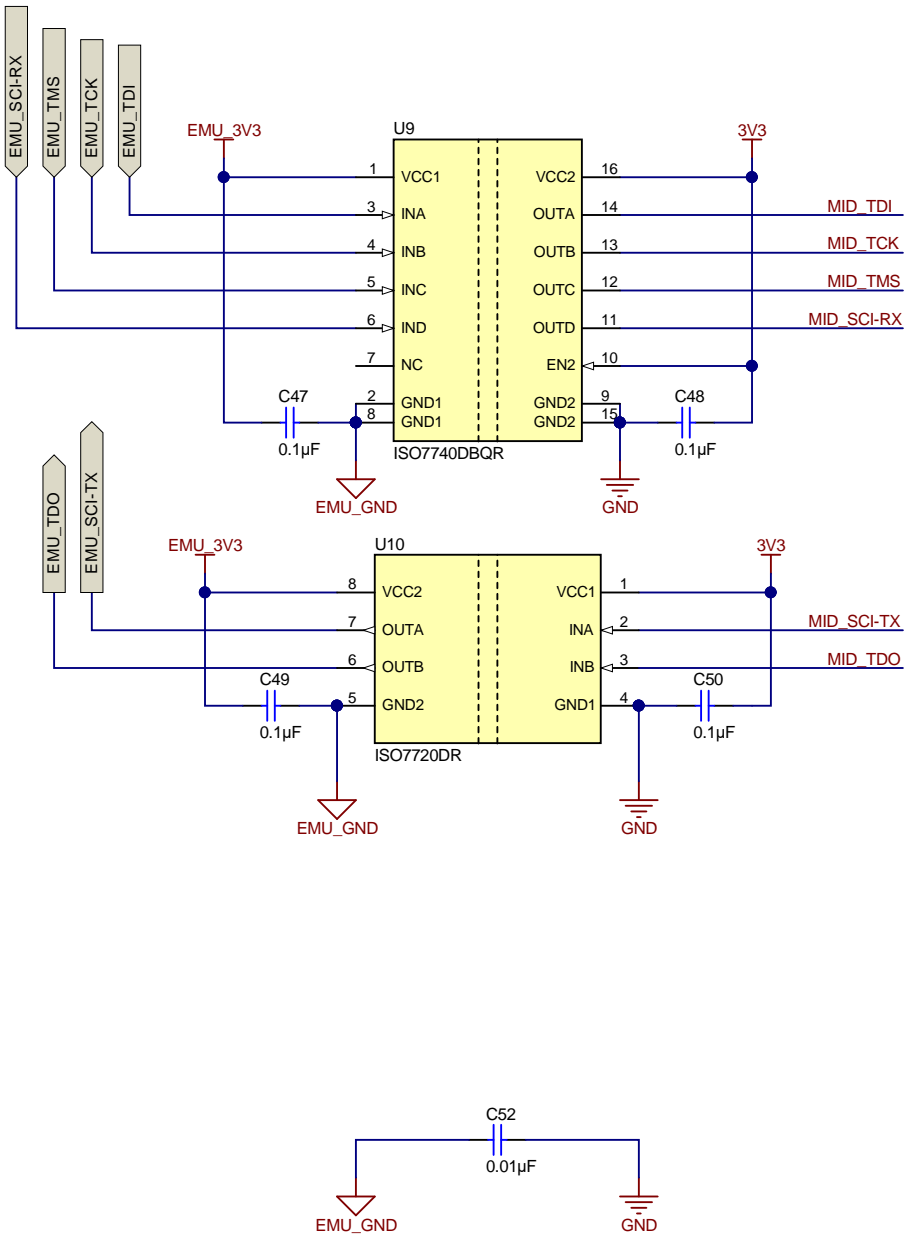 EMU_SCI-RX
EMU_TMS
EMU_TCK
EMU_TDI
EMU_3V3
U9
3V3
1 VCC1 VCC2 16
3 INA OUTA 14 MID_TDI
4 INB OUTB 13 MID_TCK
5 INC OUTC 12 MID_TMS
6 IND OUTD 11 MID_SCI-RX
7 NC EN2 10
2 GND1 GND2 9
8 GND1 GND2 15
C47
0.1µF
C48
0.1µF
ISO7740DBQR
EMU_GND
GND
EMU_TDO
EMU_SCI-TX
EMU_3V3
U10
3V3
8 VCC2 VCC1 1
7 OUTA INA 2 MID_SCI-TX
6 OUTB INB 3 MID_TDO
5 GND2 GND1 4
C49
0.1µF
C50
0.1µF
ISO7720DR
EMU_GND
GND
C52
0.01µF
EMU_GND
GND